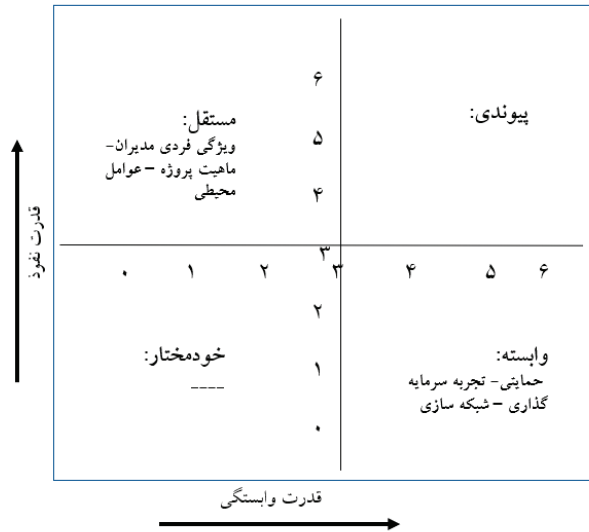 ۶
پیوندی:
مستقل:
ویژگی فردی مدیران-
ماهیت پروژه – عوامل
محیطی
۵
۴
قدرت نفوذ
۳
۰ ۱ ۲ ۳ ۴ ۵ ۶
۲
خودمختار:
----
وابسته:
حمایتی- تجربه سرمایه
گذاری – شبکه سازی
۱
۰
قدرت وابستگی